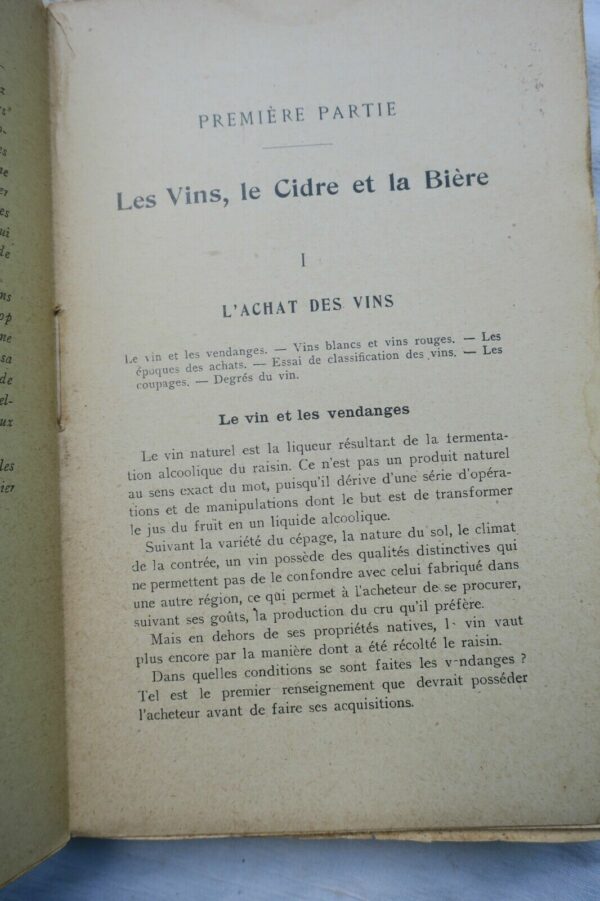 PREMIÈRE PARTIE
Les Vins, le Cidre et la Bière
I
L'ACHAT DES VINS
Le vin et les vendanges. — Vins blancs et vins rouges. — Les
époques des achats. — Essai de classification des vins. — Les
coupages. — Degrés du vin.
Le vin et les vendanges
Le vin naturel est la liqueur résultant de la fermenta-
tion alcoolique du raisin. Ce n'est pas un produit naturel
au sens exact du mot, puisqu'il dérive d'une série d'opéra-
tions et de manipulations dont le but est de transformer
le jus du fruit en un liquide alcoolique.
Suivant la variété du cépage, la nature du sol, le climat
de la contrée, un vin possède des qualités distinctives qui
ne permettent pas de le confondre avec celui fabriqué dans
une autre région, ce qui permet à l'acheteur de se procurer,
suivant ses goûts, la production du cru qu'il préfère.
Mais en dehors de ses propriétés natives, l vin vaut
plus encore par la manière dont a été récolté le raisin.
Dans quelles conditions se sont faites les v ndanges ?
Tel est le premier renseignement que devrait posséder
l'acheteur avant de faire ses acquisitions.